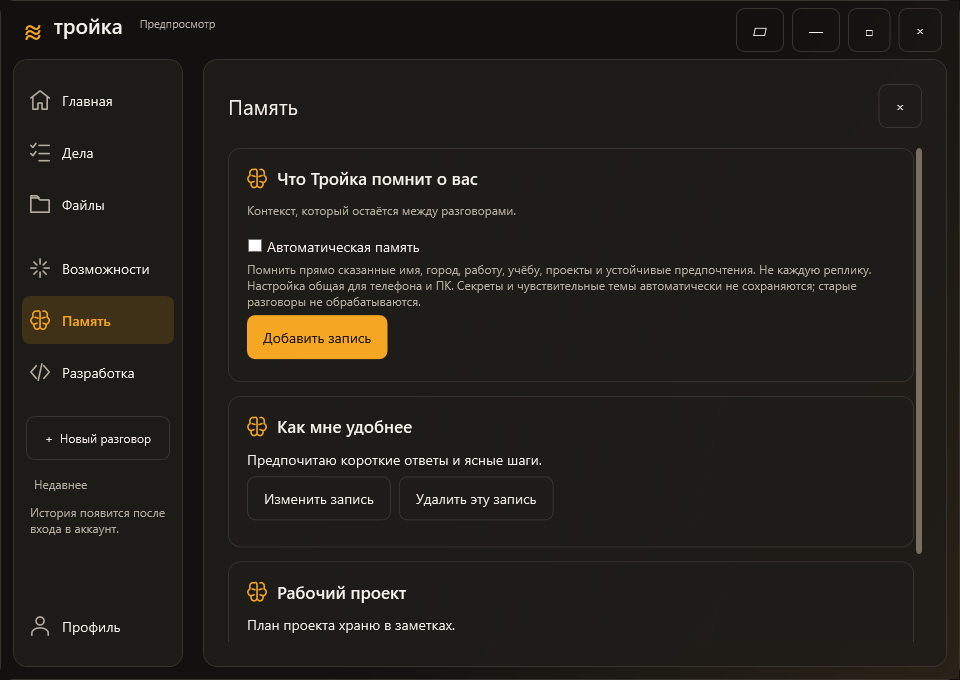 тройка
Предпросмотр
Главная
Дела
Файлы
Возможности
Память
Разработка
+ Новый разговор
Недавнее
История появится после
входа в аккаунт.
Профиль
Память
Что Тройка помнит о вас
Контекст, который остаётся между разговорами.
Автоматическая память
Помнить прямо сказанные имя, город, работу, учёбу, проекты и устойчивые предпочтения. Не каждую реплику.
Настройка общая для телефона и ПК. Секреты и чувствительные темы автоматически не сохраняются; старые
разговоры не обрабатываются.
Добавить запись
Как мне удобнее
Предпочитаю короткие ответы и ясные шаги.
Изменить запись
Удалить эту запись
Рабочий проект
План проекта храню в заметках.